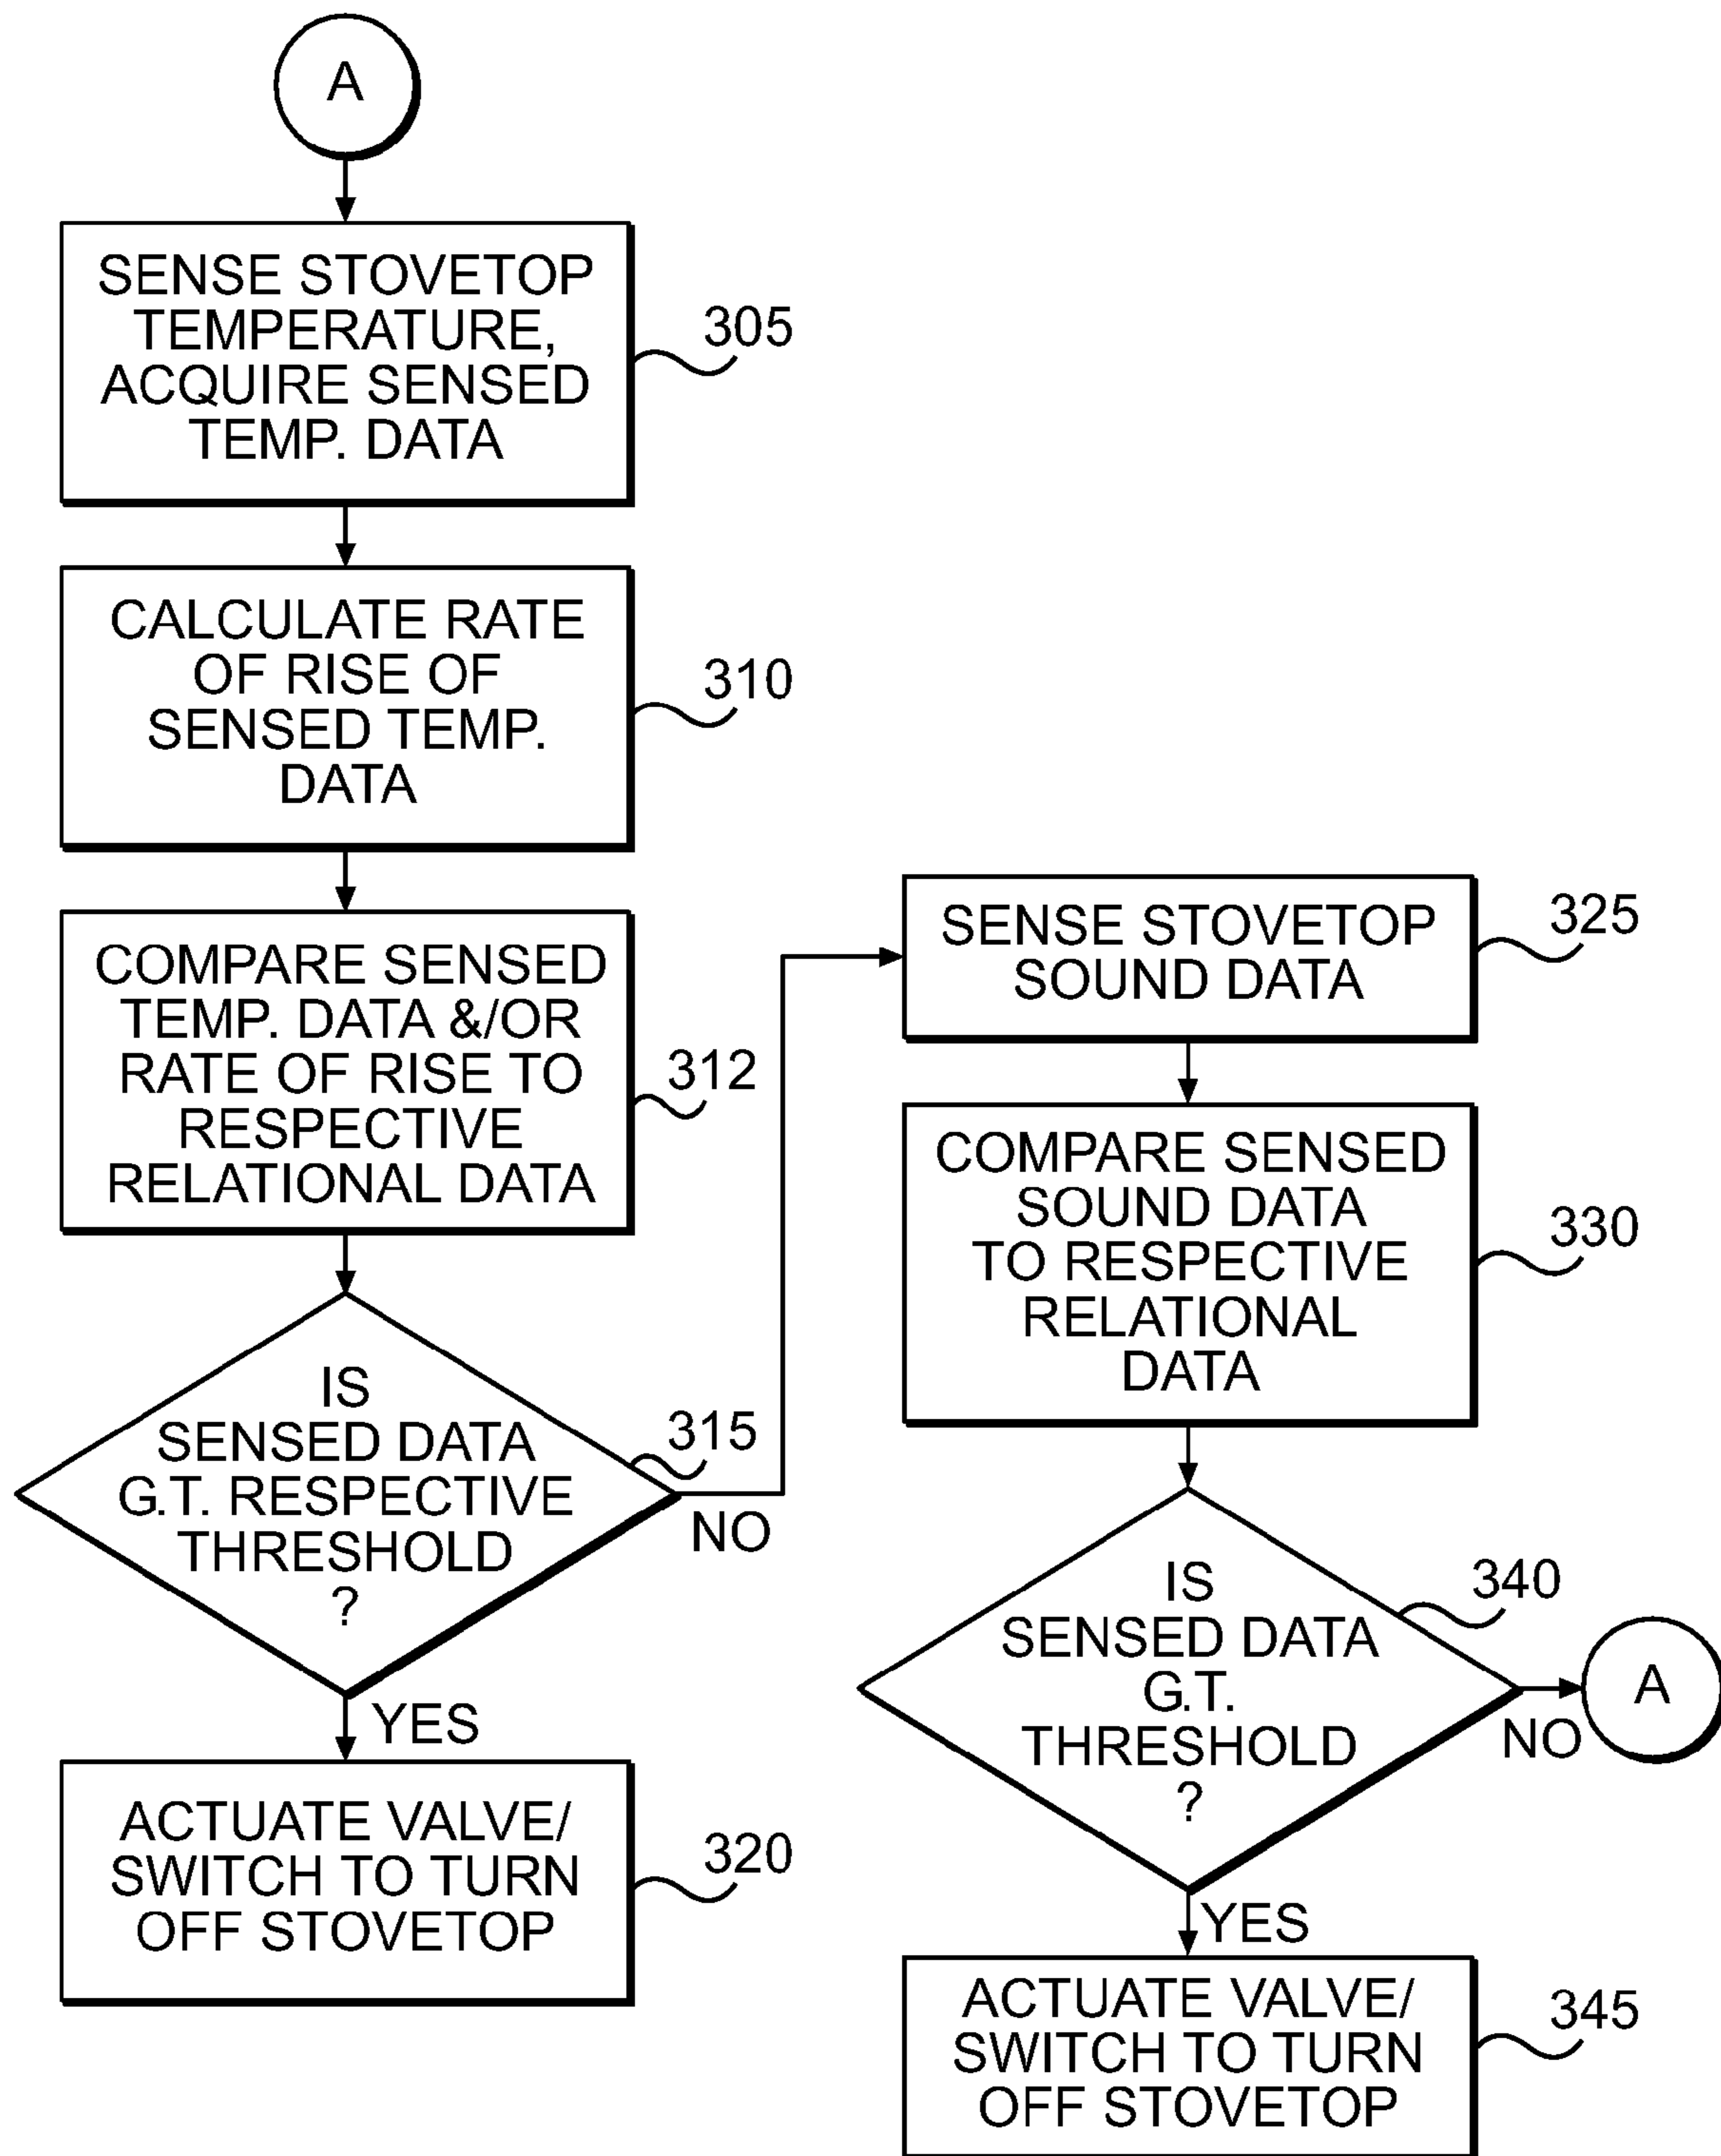 A
SENSE STOVETOP
TEMPERATURE,
ACQUIRE SENSED
TEMP. DATA
305
CALCULATE RATE
OF RISE OF
SENSED TEMP.
DATA
310
COMPARE SENSED
TEMP. DATA &/OR
RATE OF RISE TO
RESPECTIVE
RELATIONAL DATA
312
IS
SENSED DATA
G.T. RESPECTIVE
THRESHOLD
?
315
NO
YES
ACTUATE VALVE/
SWITCH TO TURN
OFF STOVETOP
320
SENSE STOVETOP
SOUND DATA
325
COMPARE SENSED
SOUND DATA
TO RESPECTIVE
RELATIONAL
DATA
330
IS
SENSED DATA
G.T.
THRESHOLD
?
340
NO
A
YES
ACTUATE VALVE/
SWITCH TO TURN
OFF STOVETOP
345